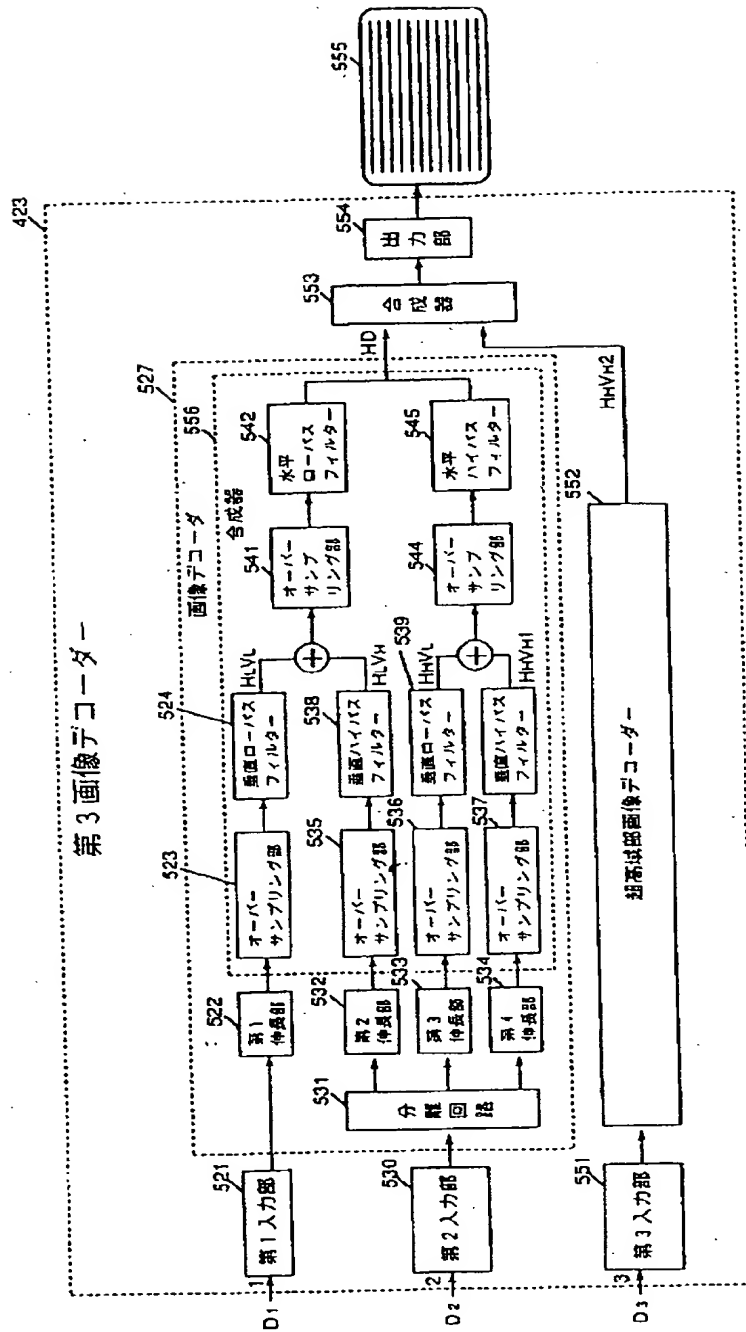 第3画像デコーダー
423
527
画像デコーダ
556
合成器
D1
1
521
第1入力部
522
第1
伸長部
523
オーバー
サンプリング部
524
垂直ローパス
フィルター
HLVL
541
オーバー
サンプ
リング部
542
水平
ローパス
フィルター
HD
553
合成器
554
出力部
555
D2
2
530
第2入力部
531
分離回路
532
第2
伸長部
535
オーバー
サンプリング部
538
垂直ハイパス
フィルター
HLVH
533
第3
伸長部
536
オーバー
サンプリング部
539
垂直ローパス
フィルター
HHVL
544
オーバー
サンプ
リング部
545
水平
ハイパス
フィルター
534
第4
伸長部
537
オーバー
サンプリング部
垂直ハイパス
フィルター
HHVH1
D3
3
551
第3入力部
552
超高域部画像デコーダー
HHVH2